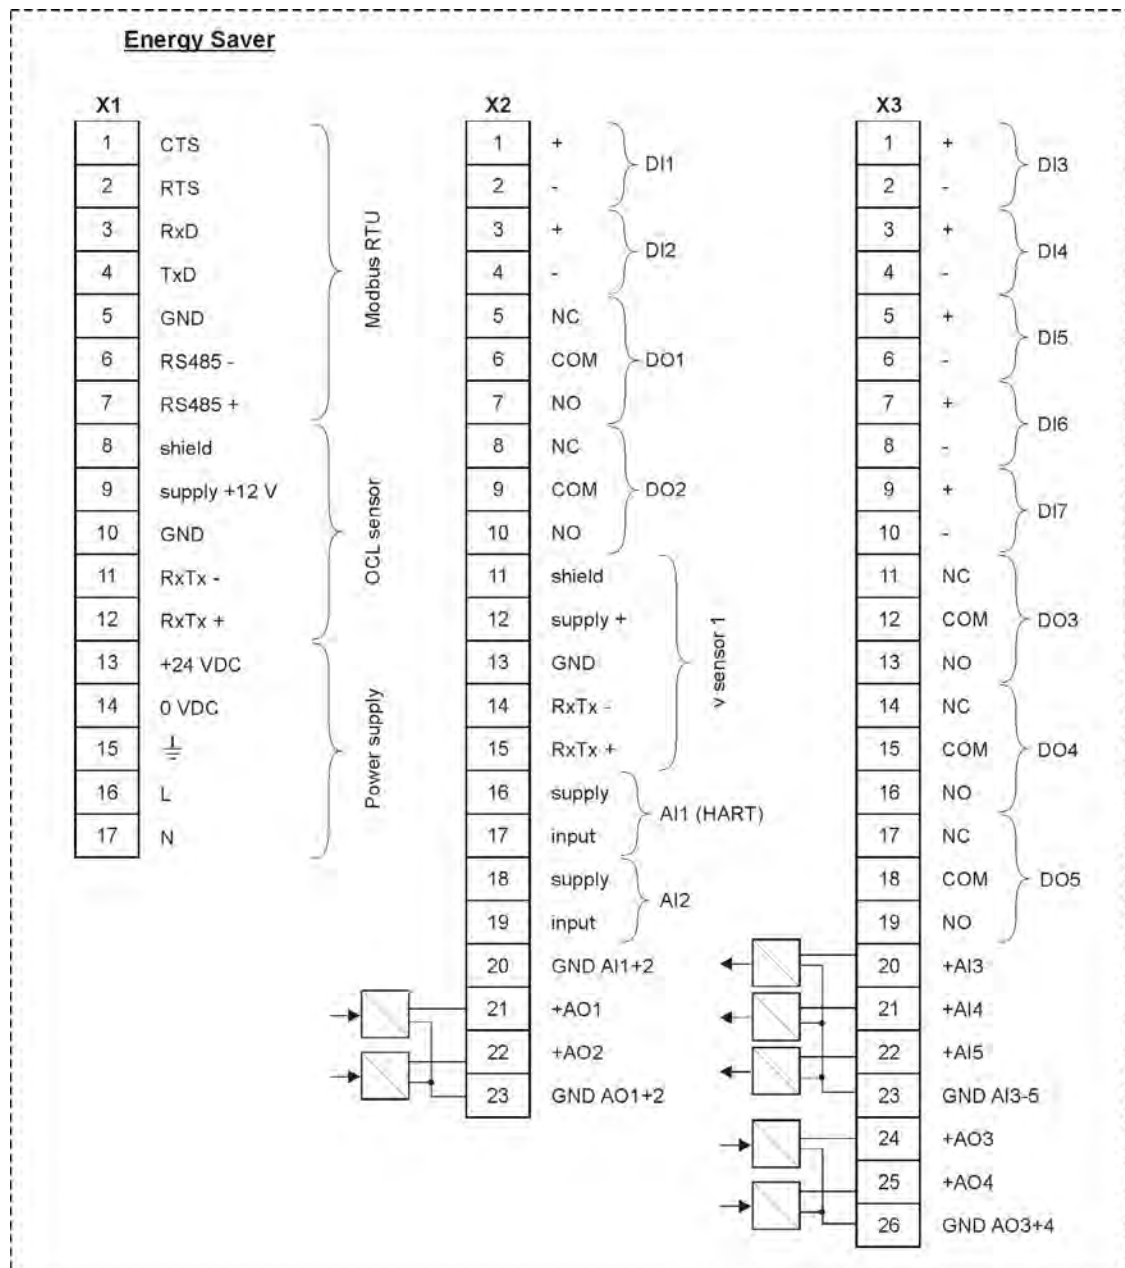 Energy Saver
X1
1 CTS
2 RTS
3 RxD
4 TxD
5 GND
6 RS485 -
7 RS485 +
Modbus RTU
8 shield
9 supply +12 V
10 GND
11 RxTx -
12 RxTx +
OCL sensor
13 +24 VDC
14 0 VDC
15
16 L
17 N
Power supply
X2
1 +
2 -
DI1
3 +
4 -
DI2
5 NC
6 COM
7 NO
DO1
8 NC
9 COM
10 NO
DO2
11 shield
12 supply +
13 GND
14 RxTx -
15 RxTx +
v sensor 1
16 supply
17 input
AI1 (HART)
18 supply
19 input
AI2
20 GND AI1+2
21 +AO1
22 +AO2
23 GND AO1+2
X3
1 +
2 -
DI3
3 +
4 -
DI4
5 +
6 -
DI5
7 +
8 -
DI6
9 +
10 -
DI7
11 NC
12 COM
13 NO
DO3
14 NC
15 COM
16 NO
DO4
17 NC
18 COM
19 NO
DO5
20 +AI3
21 +AI4
22 +AI5
23 GND AI3-5
24 +AO3
25 +AO4
26 GND AO3+4